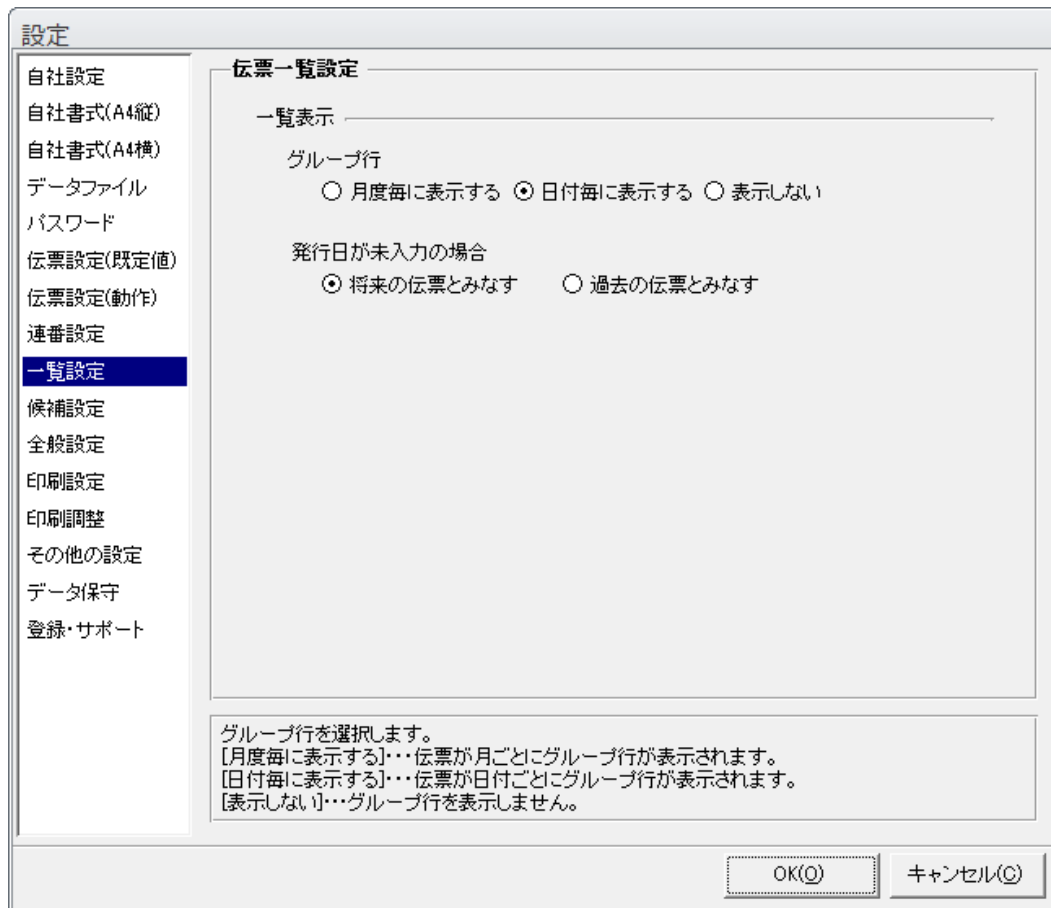 設定
自社設定
自社書式(A4縦)
自社書式(A4横)
データファイル
パスワード
伝票設定(既定値)
伝票設定(動作)
連番設定
一覧設定
候補設定
全般設定
印刷設定
印刷調整
その他の設定
データ保守
登録・サポート
伝票一覧設定
一覧表示
グループ行
月度毎に表示する 日付毎に表示する 表示しない
発行日が未入力の場合
将来の伝票とみなす 過去の伝票とみなす
グループ行を選択します。
[月度毎に表示する]・・・伝票が月ごとにグループ行が表示されます。
[日付毎に表示する]・・・伝票が日付ごとにグループ行が表示されます。
[表示しない]・・・グループ行を表示しません。
OK(O) キャンセル(C)